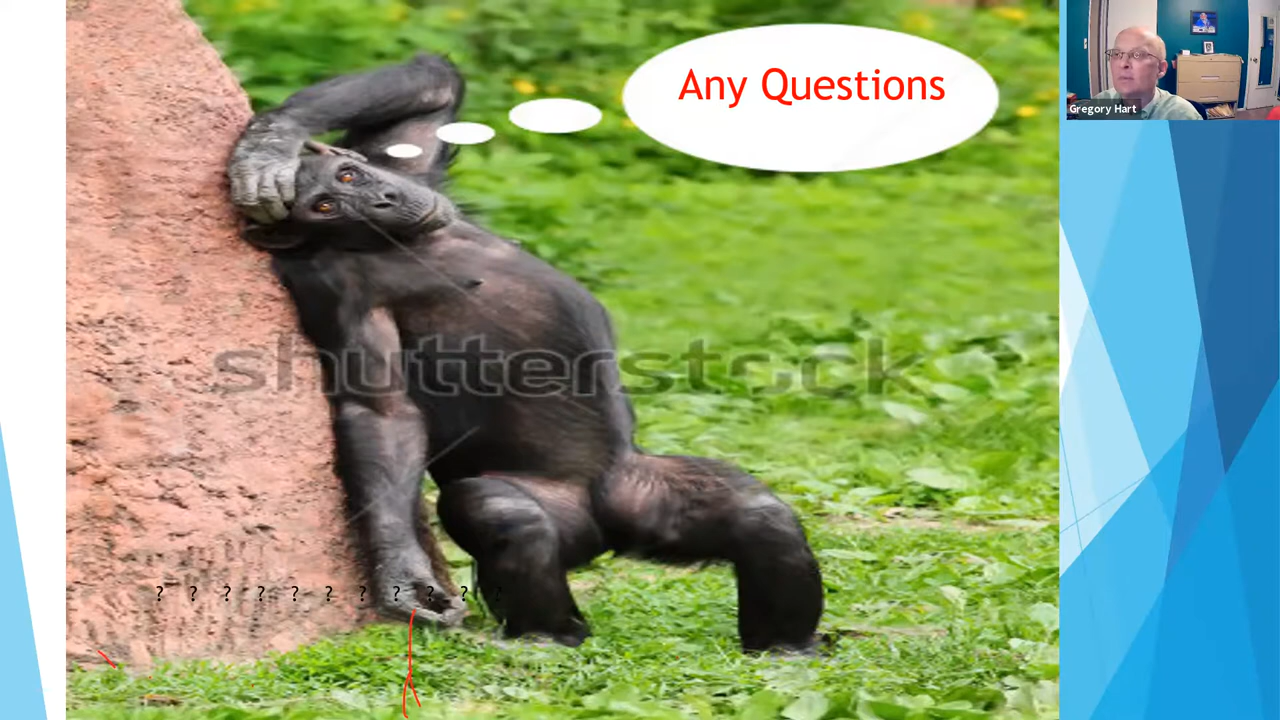 Any Questions
Gregory Hart
shutterstock
? ? ? ? ? ? ? ? ? ? ?